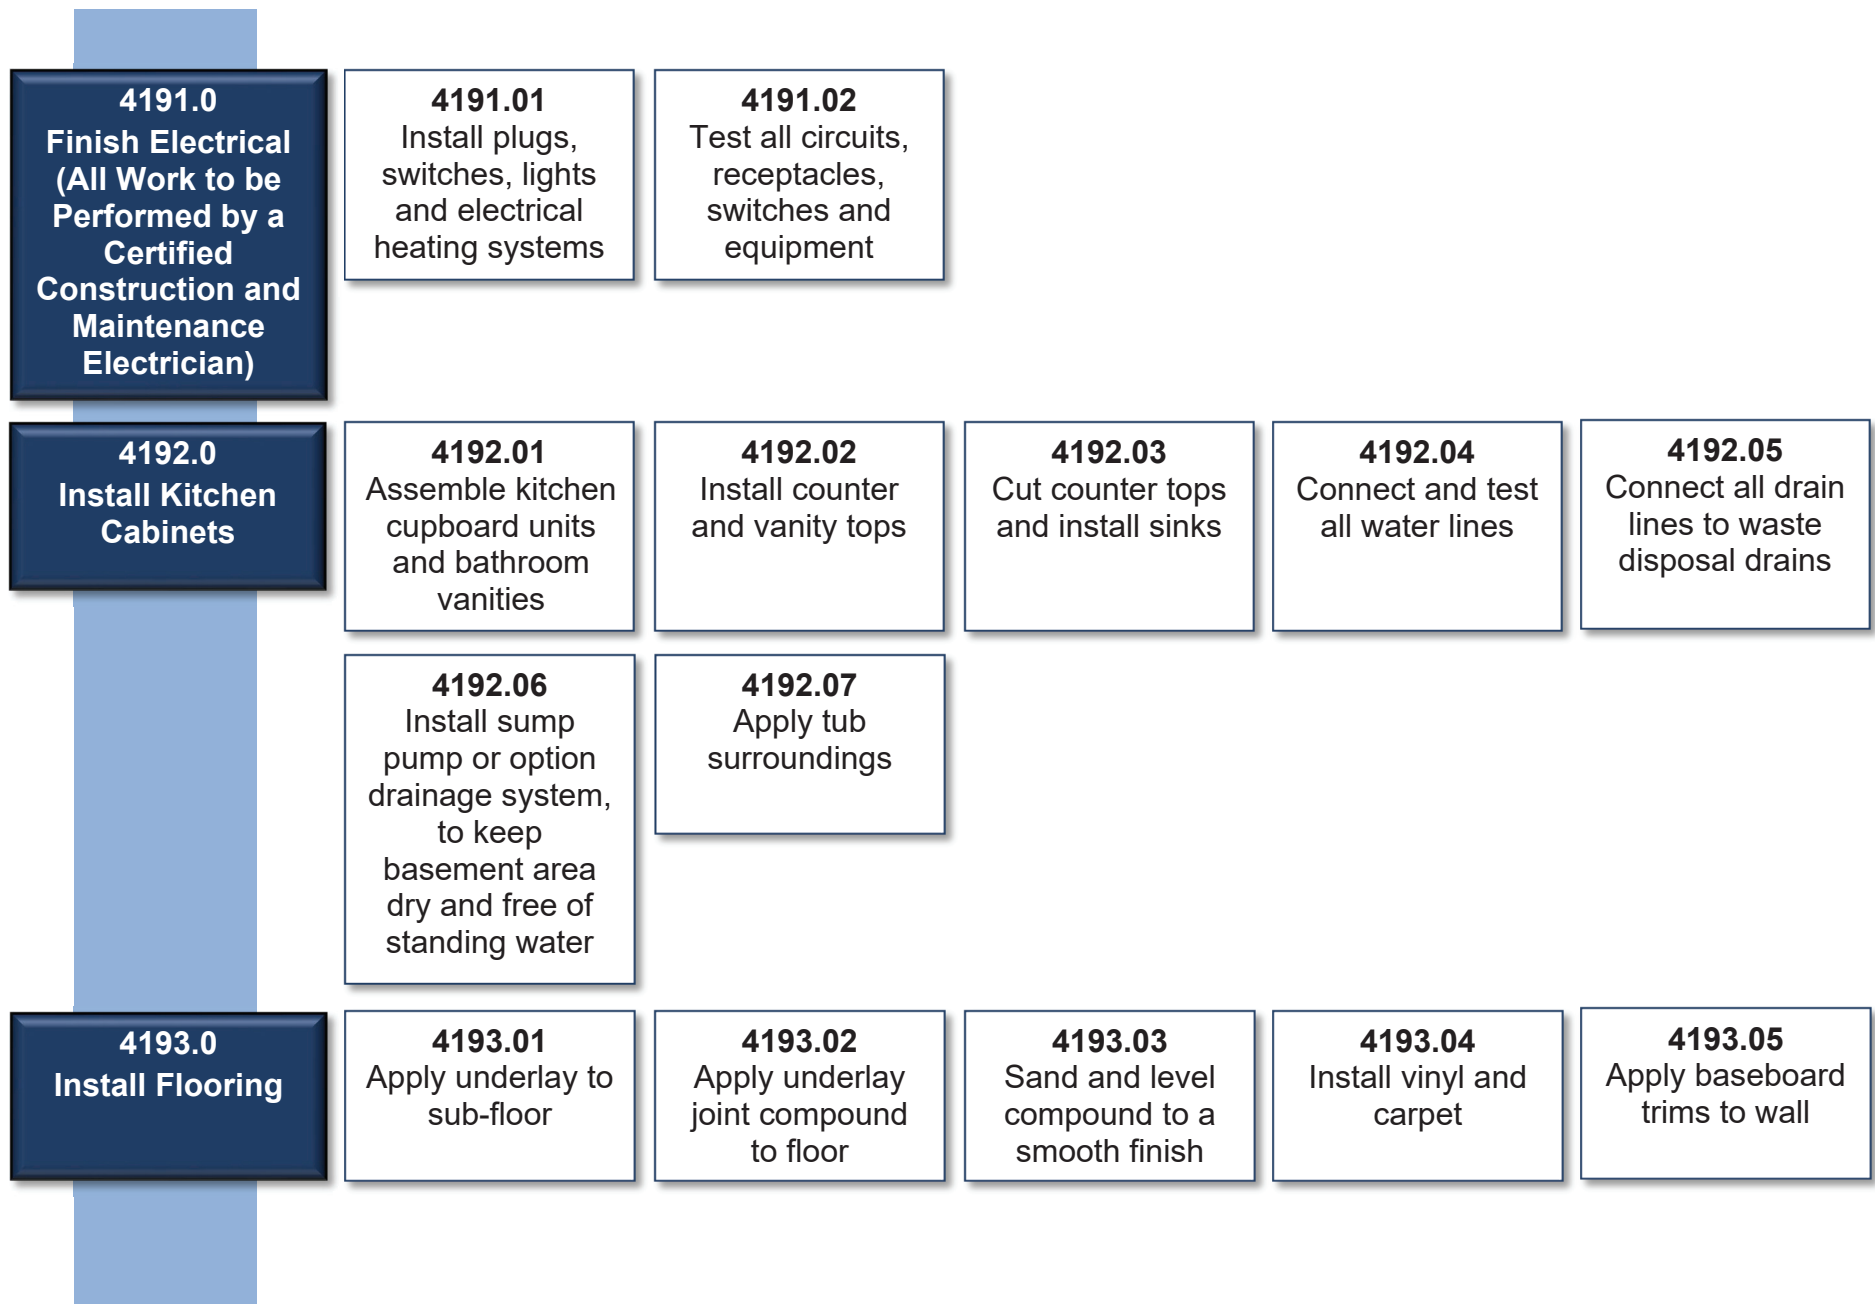 4191.0
Finish Electrical
(All Work to be
Performed by a
Certified
Construction and
Maintenance
Electrician)
4191.01
Install plugs,
switches, lights
and electrical
heating systems
4191.02
Test all circuits,
receptacles,
switches and
equipment
4192.0
Install Kitchen
Cabinets
4192.01
Assemble kitchen
cupboard units
and bathroom
vanities
4192.02
Install counter
and vanity tops
4192.03
Cut counter tops
and install sinks
4192.04
Connect and test
all water lines
4192.05
Connect all drain
lines to waste
disposal drains
4192.06
Install sump
pump or option
drainage system,
to keep
basement area
dry and free of
standing water
4192.07
Apply tub
surroundings
4193.0
Install Flooring
4193.01
Apply underlay to
sub-floor
4193.02
Apply underlay
joint compound
to floor
4193.03
Sand and level
compound to a
smooth finish
4193.04
Install vinyl and
carpet
4193.05
Apply baseboard
trims to wall